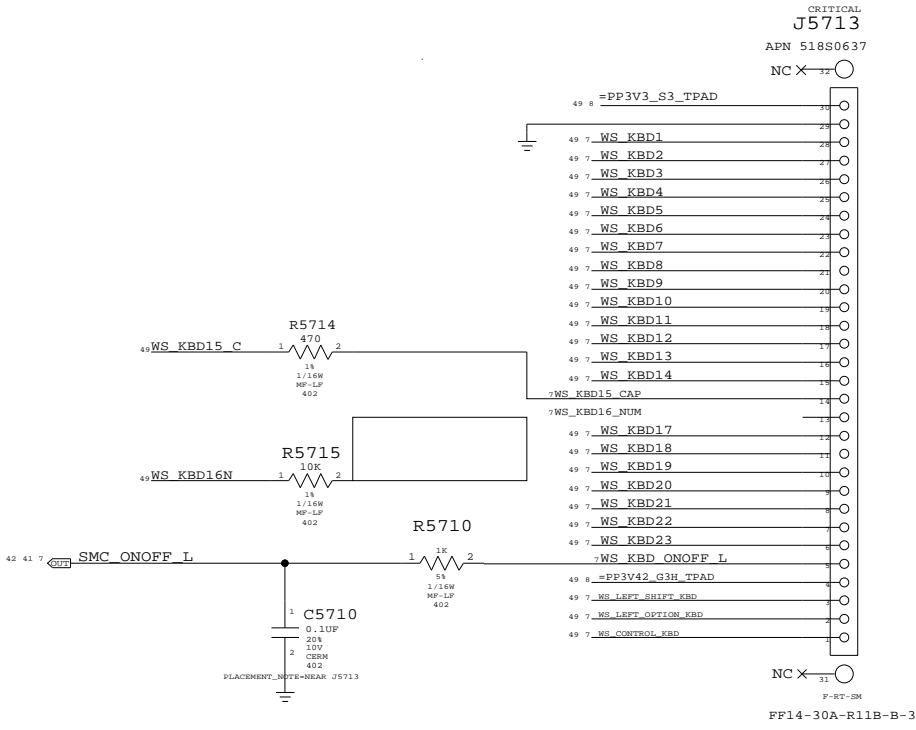 CRITICAL
J5713
APN 518S0637
NC 32
49 8 =PP3V3_S3_TPAD 30
29
49 7 WS_KBD1 28
49 7 WS_KBD2 27
49 7 WS_KBD3 26
49 7 WS_KBD4 25
49 7 WS_KBD5 24
49 7 WS_KBD6 23
49 7 WS_KBD7 22
49 7 WS_KBD8 21
49 7 WS_KBD9 20
49 7 WS_KBD10 19
49 7 WS_KBD11 18
49 7 WS_KBD12 17
49 7 WS_KBD13 16
49 7 WS_KBD14 15
7 WS_KBD15_CAP 14
7 WS_KBD16_NUM 13
49 7 WS_KBD17 12
49 7 WS_KBD18 11
49 7 WS_KBD19 10
49 7 WS_KBD20 9
49 7 WS_KBD21 8
49 7 WS_KBD22 7
49 7 WS_KBD23 6
7 WS_KBD_ONOFF_L 5
49 8 =PP3V42_G3H_TPAD 4
49 7 WS_LEFT_SHIFT_KBD 3
49 7 WS_LEFT_OPTION_KBD 2
49 7 WS_CONTROL_KBD 1
NC 31
F-RT-SM
FF14-30A-R11B-B-3
R5714
470
49 WS_KBD15_C 1 2
1%
1/16W
MF-LF
402
R5715
10K
49 WS_KBD16N 1 2
1%
1/16W
MF-LF
402
R5710
1K
42 41 7 OUT SMC_ONOFF_L 1 2
5%
1/16W
MF-LF
402
1
C5710
0.1UF
20%
10V
2 CERM
402
PLACEMENT_NOTE=NEAR J5713